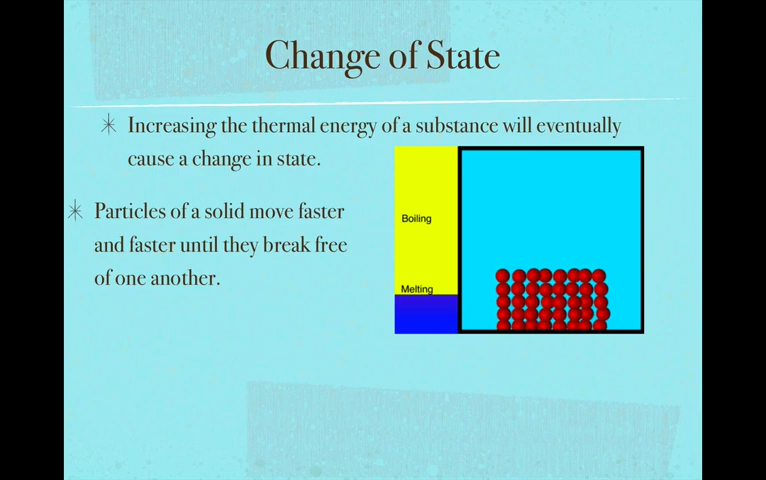 Change of State
Increasing the thermal energy of a substance will eventually
cause a change in state.
Particles of a solid move faster
and faster until they break free
of one another.
Boiling
Melting